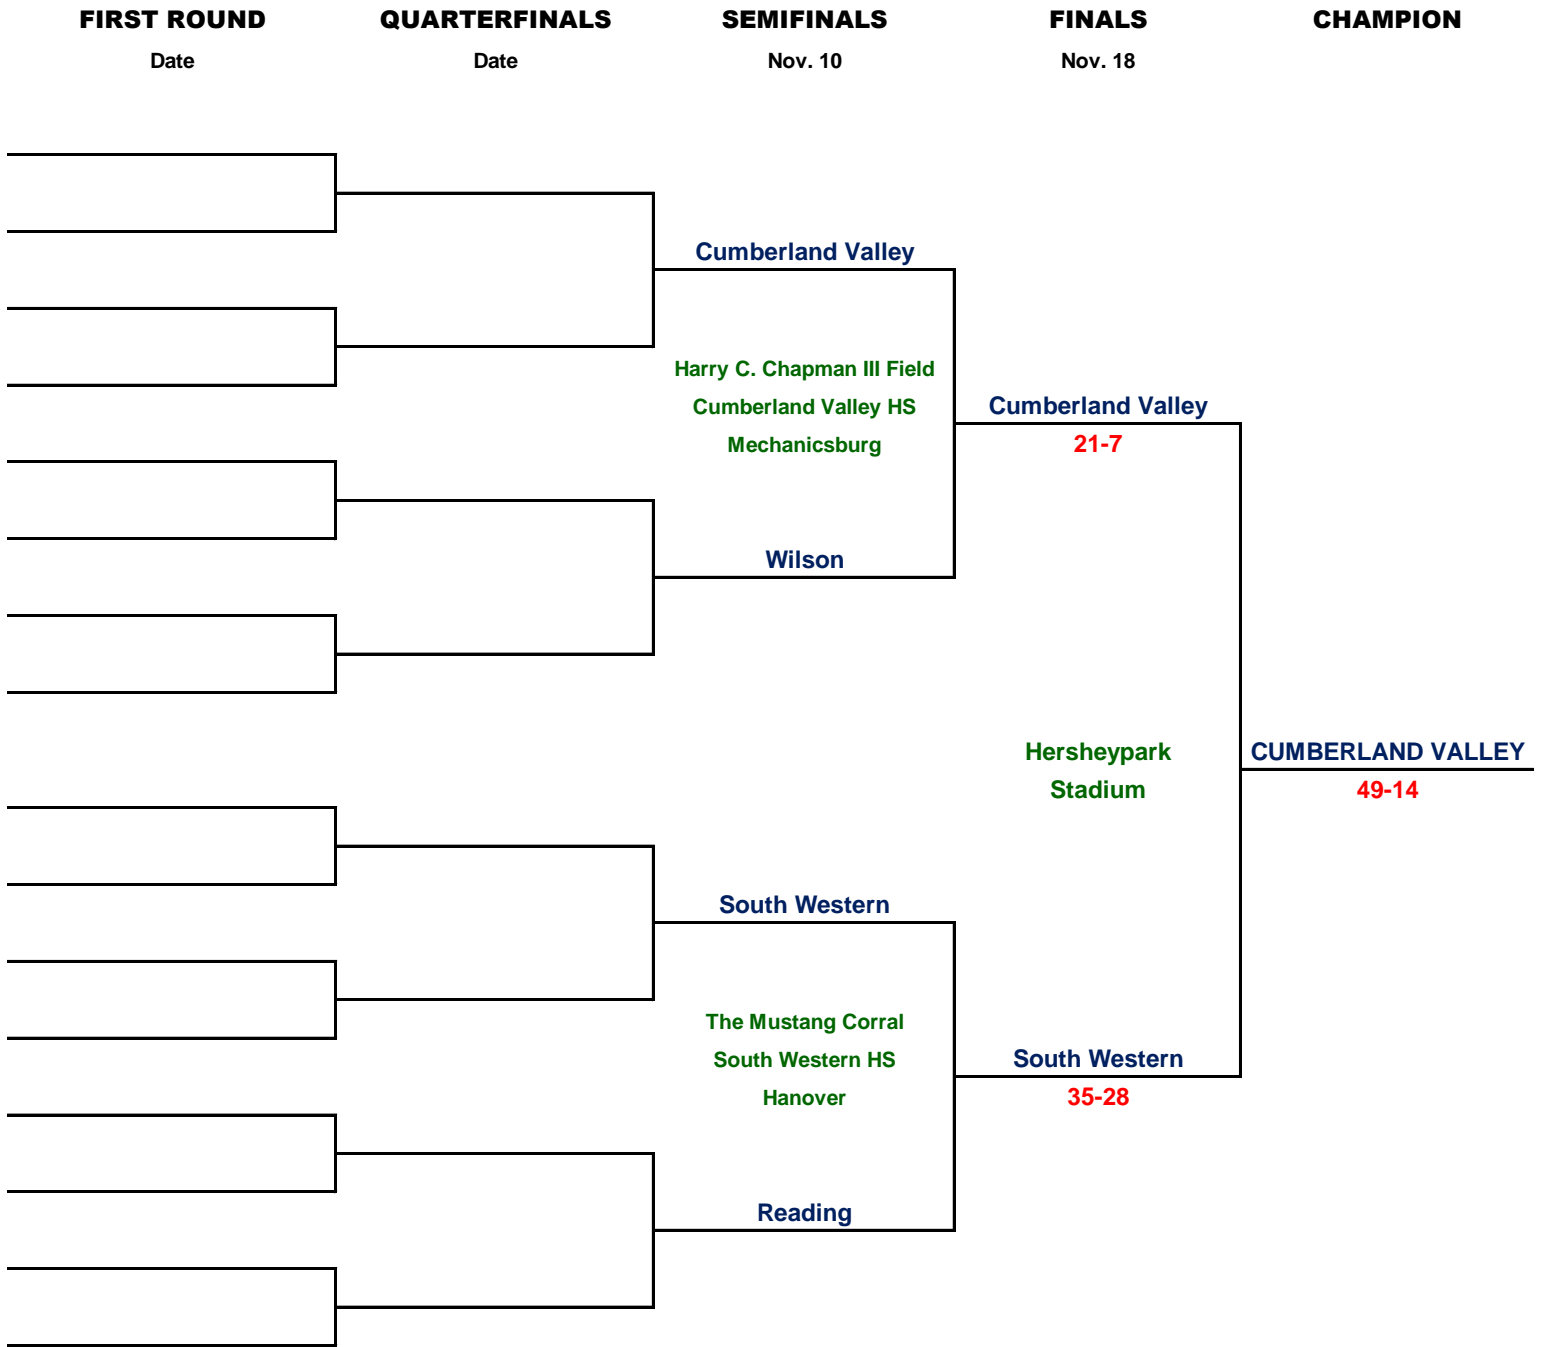 FIRST ROUND QUARTERFINALS SEMIFINALS FINALS CHAMPION
Date Date Nov. 10 Nov. 18
Cumberland Valley
Harry C. Chapman III Field
Cumberland Valley HS
Mechanicsburg
Wilson
Cumberland Valley
21-7
Hersheypark
Stadium
CUMBERLAND VALLEY
49-14
South Western
The Mustang Corral
South Western HS
Hanover
Reading
South Western
35-28